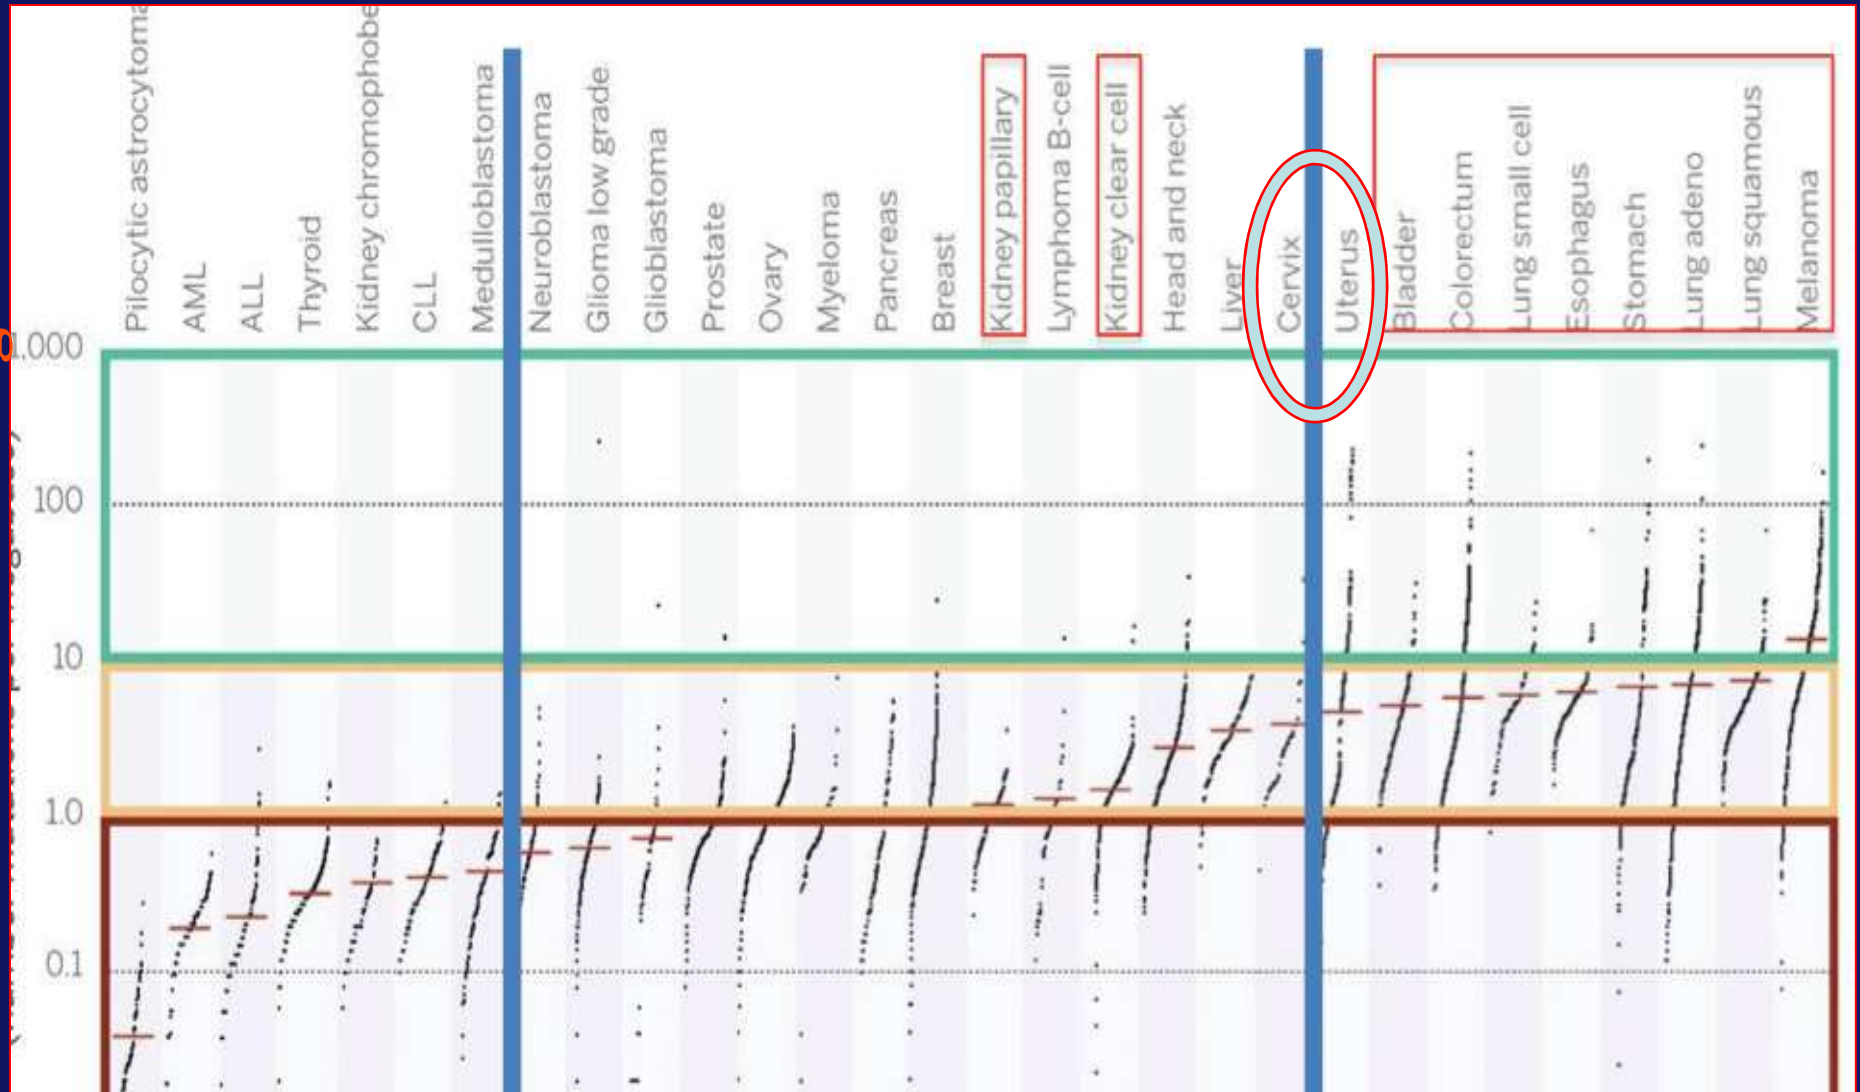 Pilocytic astrocytoma
AML
ALL
Thyroid
Kidney chromophobe
CLL
Medulloblastoma
Neuroblastoma
Glioma low grade
Glioblastoma
Prostate
Ovary
Myeloma
Pancreas
Breast
Kidney papillary
Lymphoma B-cell
Kidney clear cell
Head and neck
Liver
Cervix
Uterus
Bladder
Colorectum
Lung small cell
Esophagus
Stomach
Lung adeno
Lung squamous
Melanoma
1.000
100
10
1.0
0.1